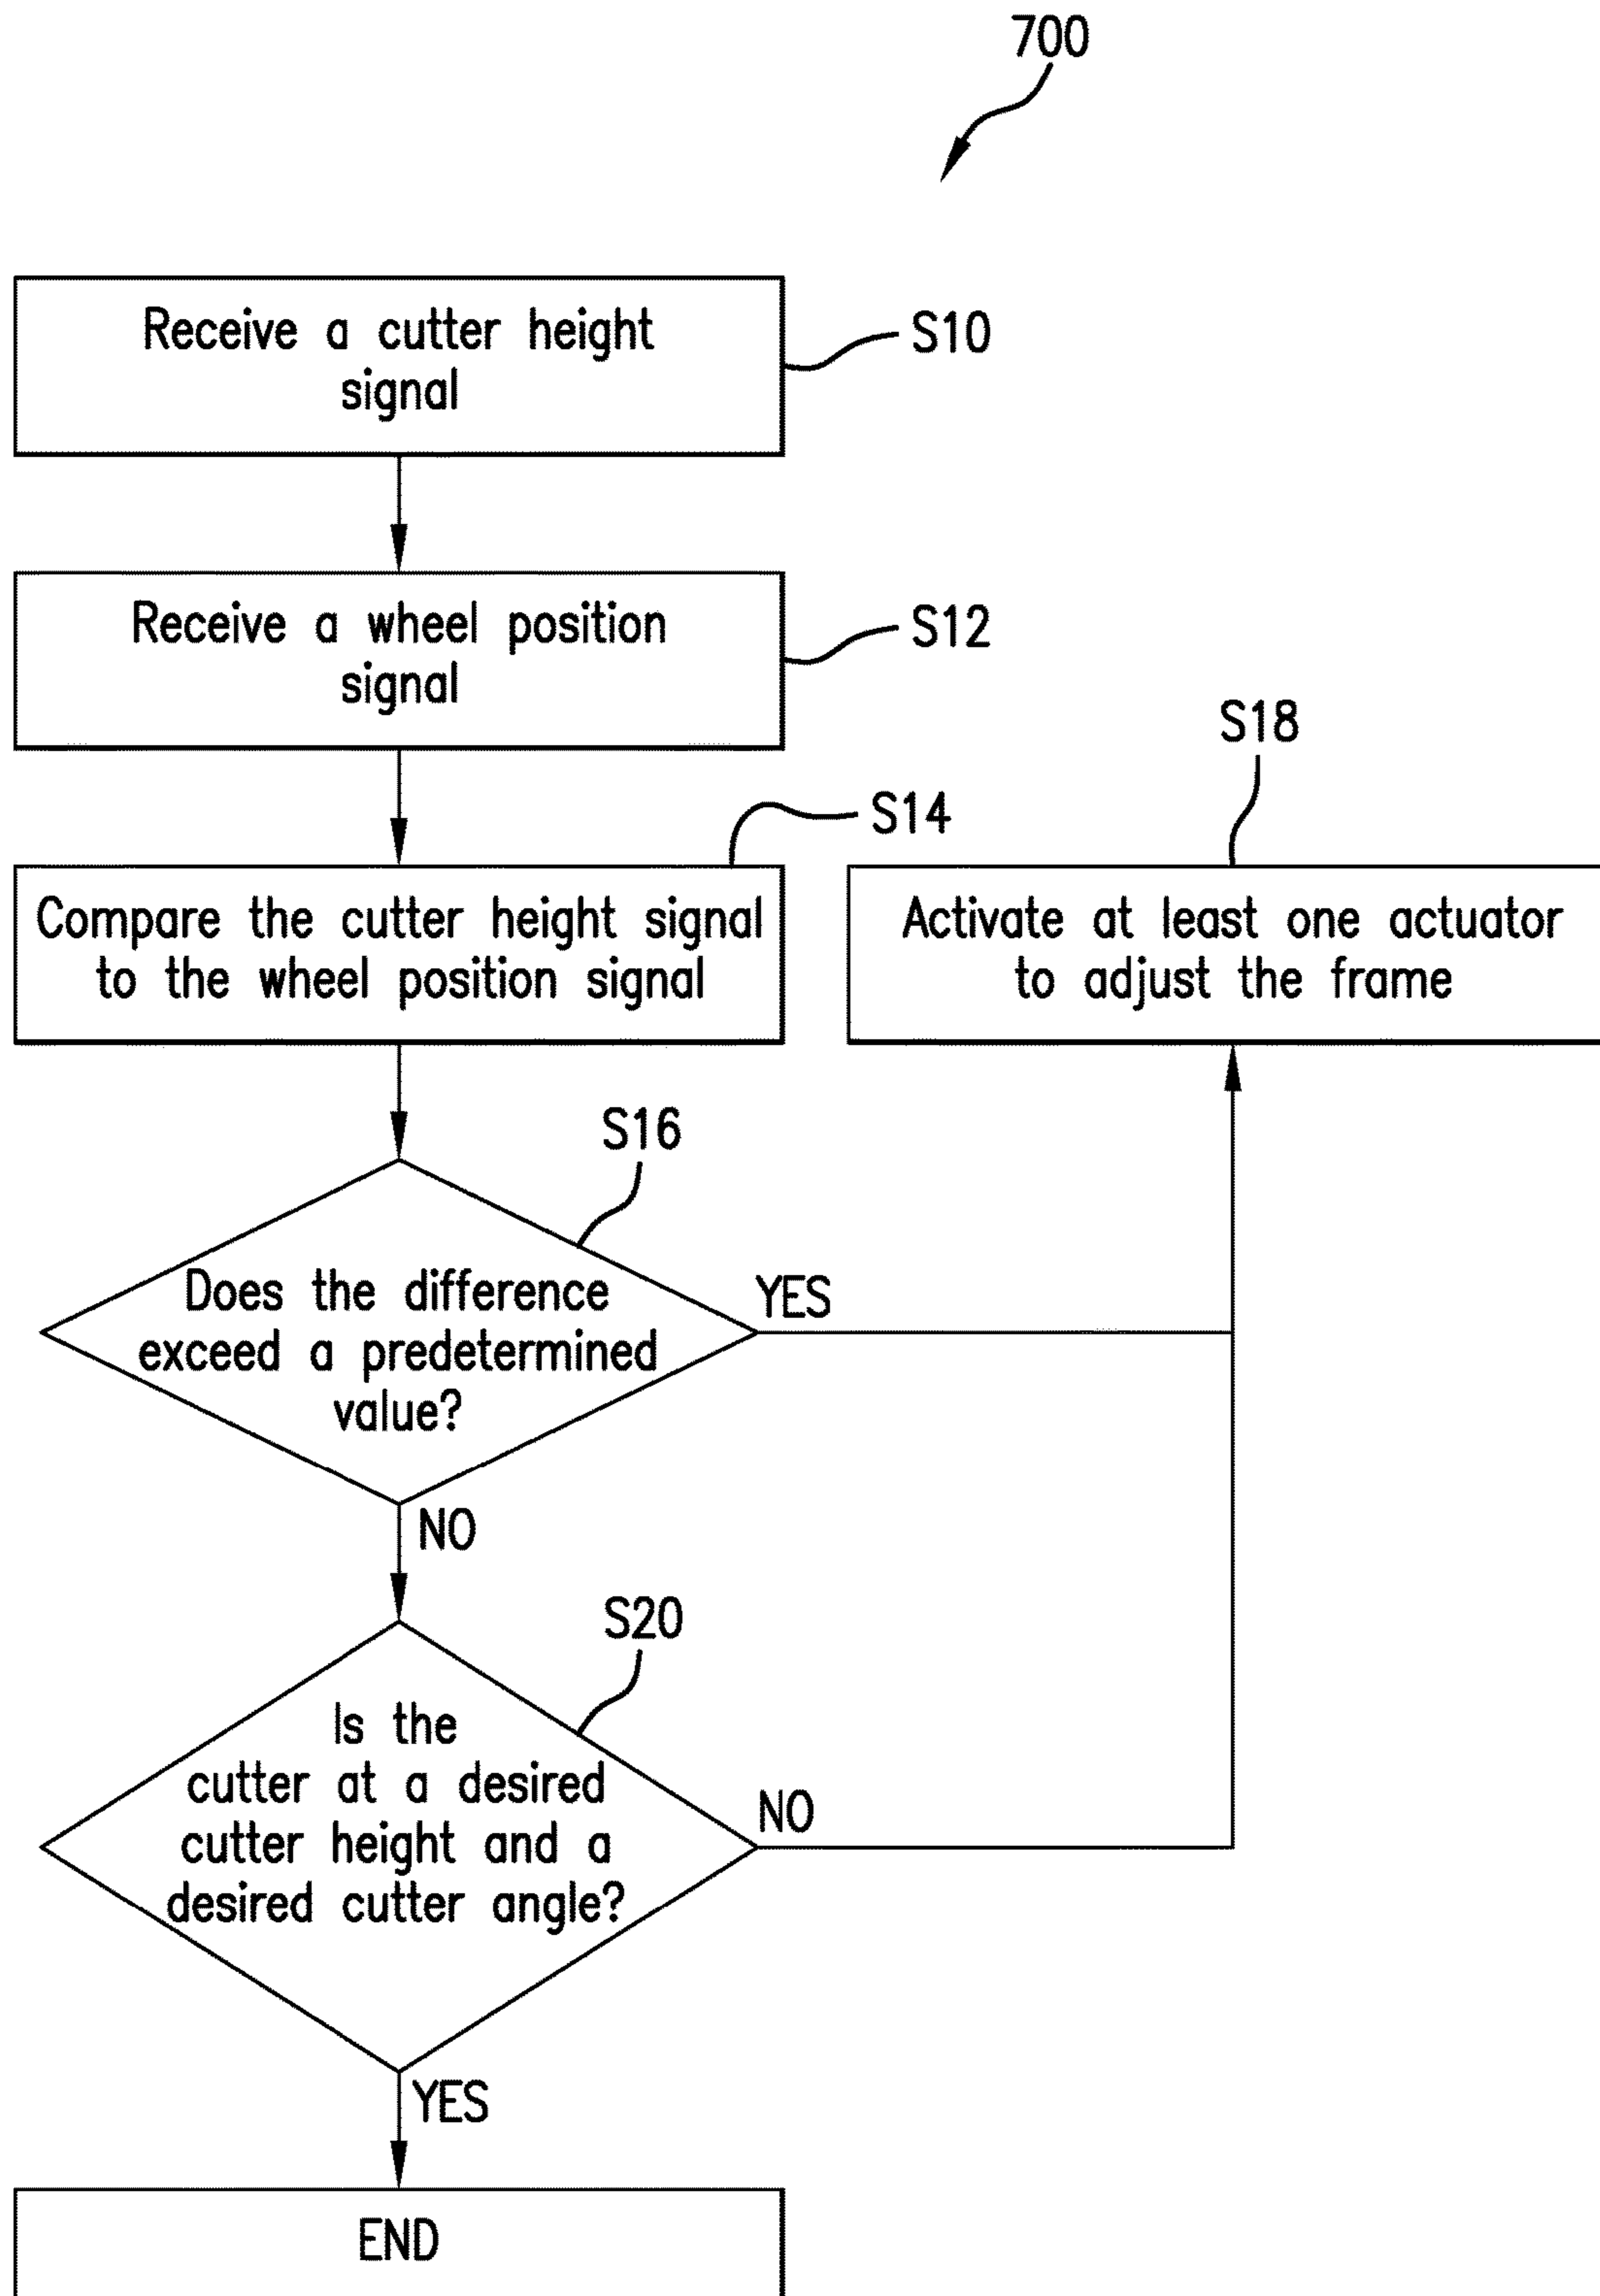 700
Receive a cutter height
signal
S10
Receive a wheel position
signal
S12
S18
S14
Compare the cutter height signal
to the wheel position signal
Activate at least one actuator
to adjust the frame
S16
Does the difference
exceed a predetermined
value?
YES
NO
S20
Is the
cutter at a desired
cutter height and a
desired cutter angle?
NO
YES
END